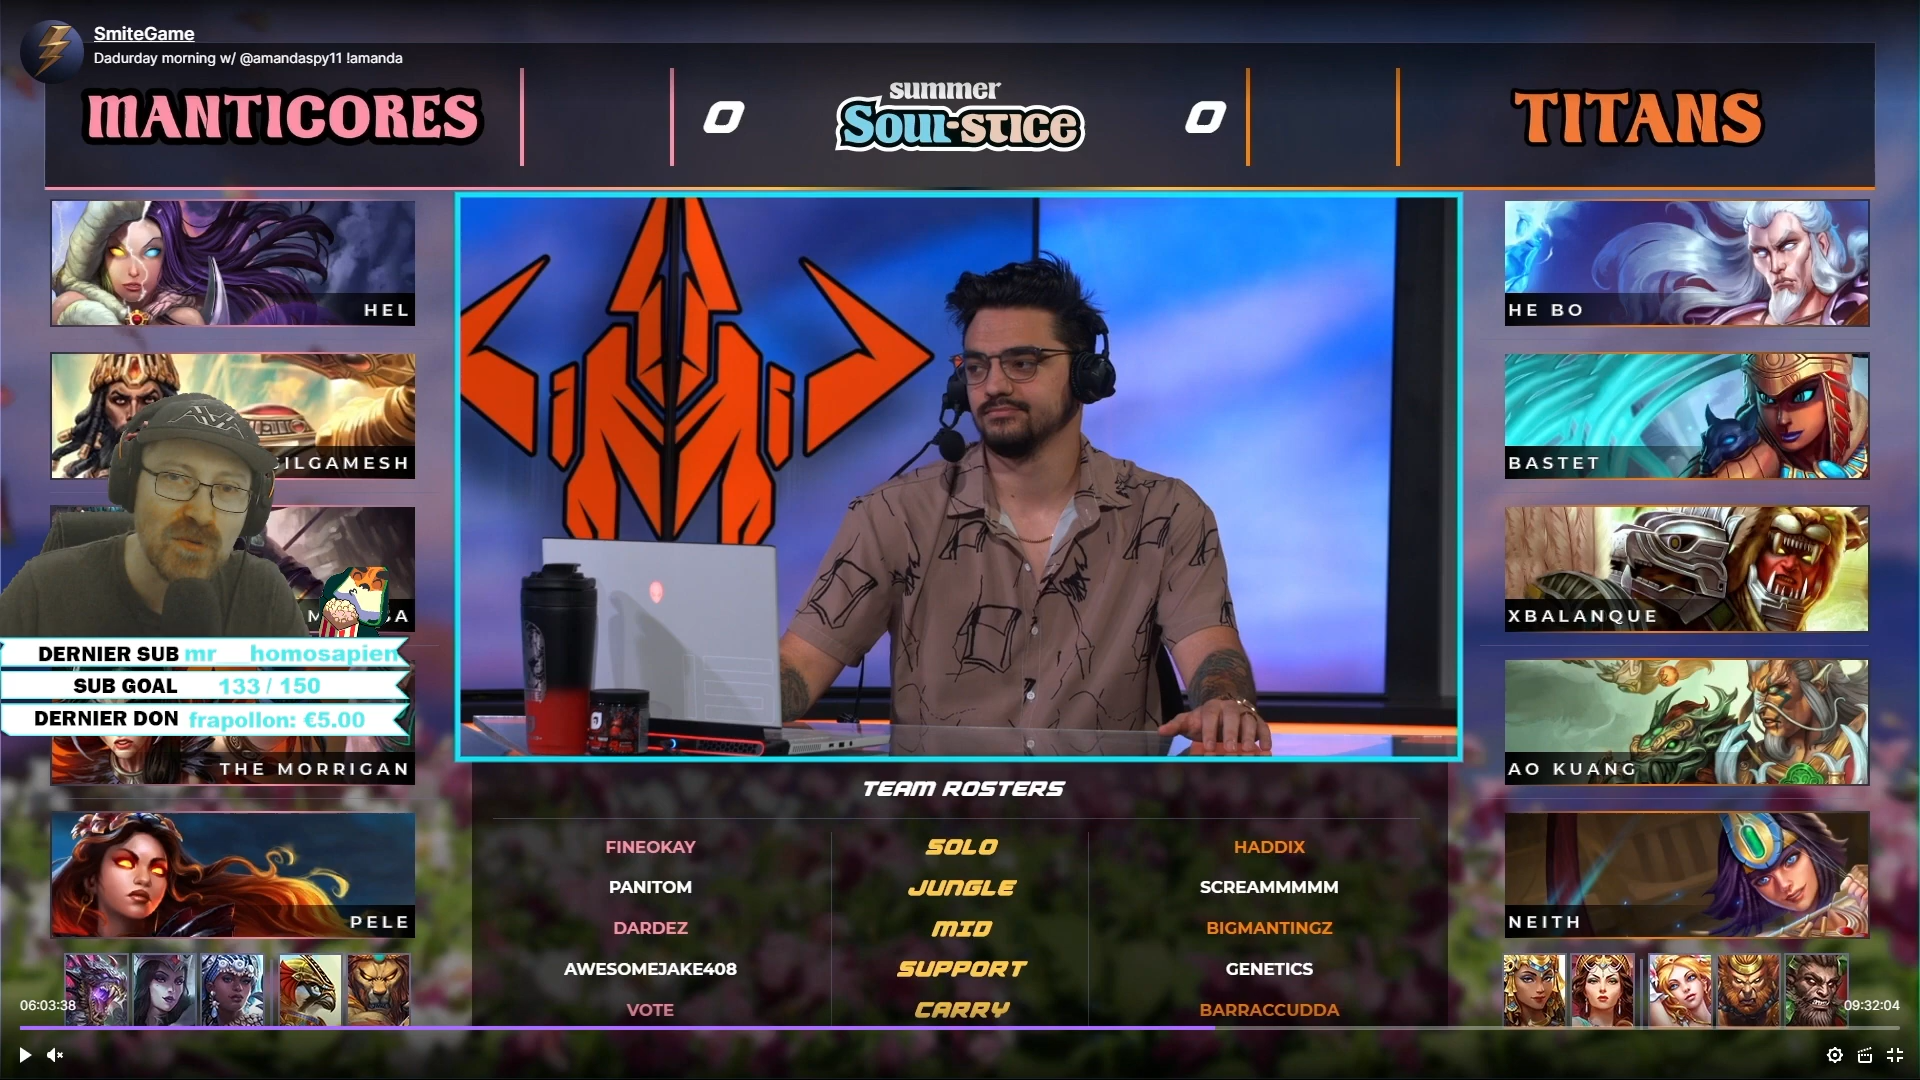 SmiteGame
Dadurday morning w/ @amandaspy11 !amanda
MANTICORES
0
summer
Soul-stice
0
TITANS
HEL
HE BO
GILGAMESH
BASTET
XBALANQUE
DERNIER SUB mr homosapien
SUB GOAL 133 / 150
DERNIER DON frapollon: €5.00
THE MORRIGAN
AO KUANG
PELE
NEITH
TEAM ROSTERS
FINEOKAY SOLO HADDIX
PANITOM JUNGLE SCREAMMMMM
DARDEZ MID BIGMANTINGZ
AWESOMEJAKE408 SUPPORT GENETICS
VOTE CARRY BARRACCUDDA
06:03:38
09:32:04